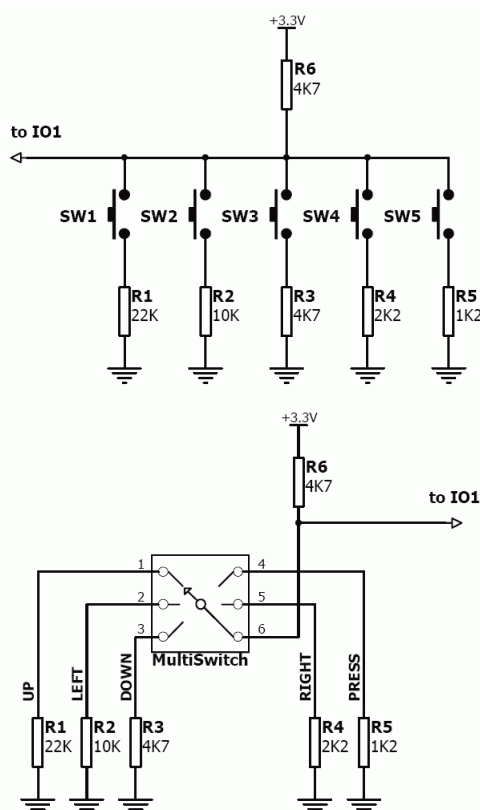 +3.3V
R6
4K7
to IO1
SW1 SW2 SW3 SW4 SW5
R1 R2 R3 R4 R5
22K 10K 4K7 2K2 1K2
+3.3V
R6
4K7
to IO1
1 4
2 5
3 6
MultiSwitch
UP LEFT DOWN RIGHT PRESS
R1 R2 R3 R4 R5
22K 10K 4K7 2K2 1K2